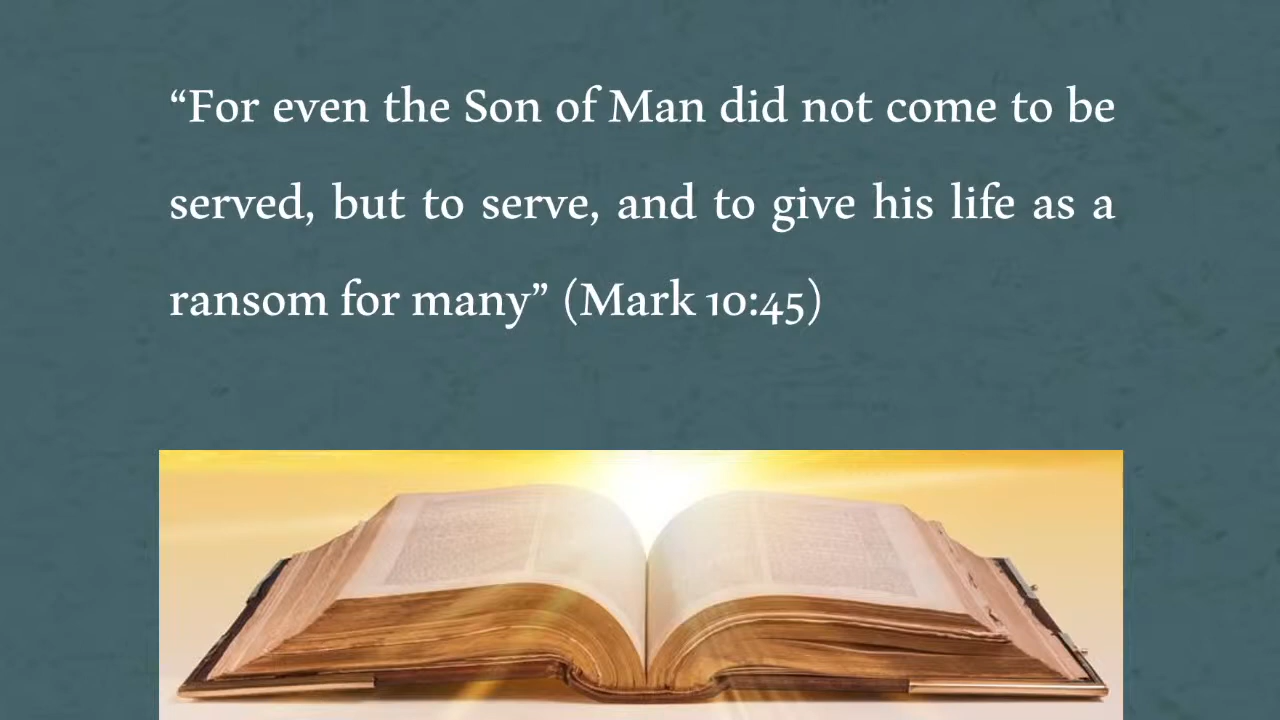 “For even the Son of Man did not come to be
served, but to serve, and to give his life as a
ransom for many” (Mark 10:45)